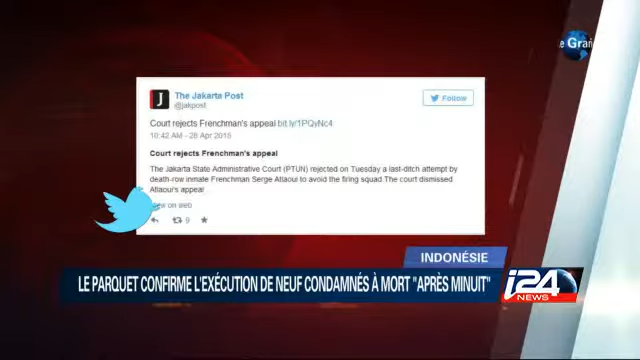 le Gran
The Jakarta Post
@jakpost
Follow
Court rejects Frenchman's appeal bit.ly/1PQyNc4
10:42 AM - 28 Apr 2015
Court rejects Frenchman's appeal
The Jakarta State Administrative Court (PTUN) rejected on Tuesday a last-ditch attempt by
death-row inmate Frenchman Serge Atlaoui to avoid the firing squad.The court dismissed
Atlaoui's appeal
on web
9
INDONÉSIE
LE PARQUET CONFIRME L'EXÉCUTION DE NEUF CONDAMNÉS À MORT "APRÈS MINUIT"
i24
NEWS